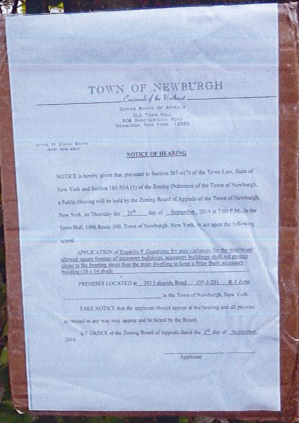 TOWN OF NEWBURGH
Crossroads of the Northeast
ZONING BOARD OF APPEALS
OLD TOWN HALL
308 GARDNERTOWN ROAD
NEWBURGH, NEW YORK 12550
OFFICE OF ZONING BOARD
NOTICE OF HEARING
NOTICE is hereby given that, pursuant to Section 267-a(7) of the Town Law, State of
New York and Section 185-55A (1) of the Zoning Ordinance of the Town of Newburgh,
a Public Hearing will be held by the Zoning Board of Appeals of the Town of Newburgh,
New York, on Thursday the 25th day of September, 2014 at 7:00 P.M., in the
Town Hall, 1496 Route 300, Town of Newburgh, New York, to act upon the following
appeal.
APPLICATION of Franklin P. for area variances for the maximum
allowed square footage of accessory buildings, accessory buildings shall not project
closer to the fronting street than the main dwelling to keep a Prior Built accessory
building (10 x 14 shed)
PREMISES LOCATED at 293 Lakeside Road R-1 Zone
in the Town of Newburgh, New York.
TAKE NOTICE that the applicant should appear at the hearing and all persons
interested in any way may appear and be heard by the Board.
BY ORDER of the Zoning Board of Appeals dated the day of September,
2014.
Applicant